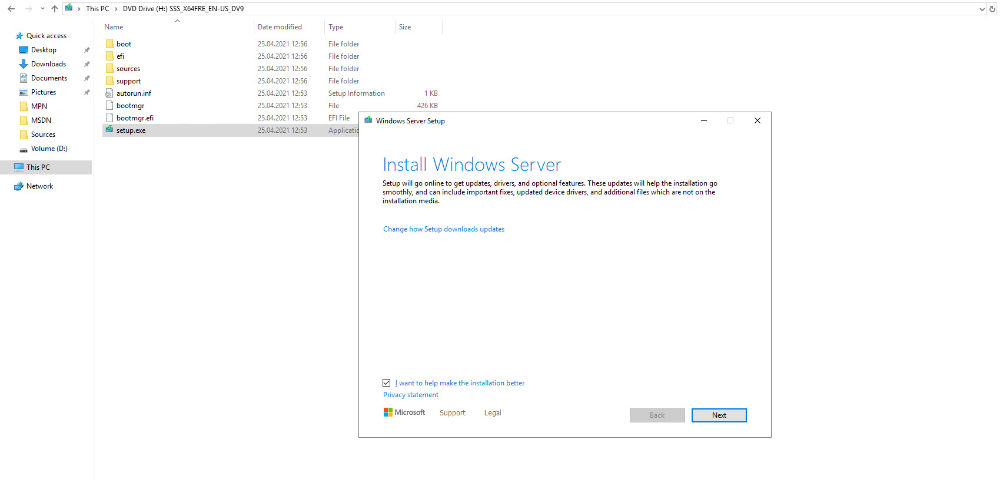 This PC > DVD Drive (H:) SSS_X64FRE_EN-US_DV9
Name Date modified Type Size
Quick access
Desktop
Downloads
Documents
Pictures
MPN
MSDN
Sources
Volume (D:)
This PC
Network
boot 25.04.2021 12:56 File folder
efi 25.04.2021 12:56 File folder
sources 25.04.2021 12:56 File folder
support 25.04.2021 12:56 File folder
autorun.inf 25.04.2021 12:53 Setup Information 1 KB
bootmgr 25.04.2021 12:53 File 426 KB
bootmgr.efi 25.04.2021 12:53 EFI File
setup.exe 25.04.2021 12:53 Applicatio
Windows Server Setup
Install Windows Server
Setup will go online to get updates, drivers, and optional features. These updates will help the installation go
smoothly, and can include important fixes, updated device drivers, and additional files which are not on the
installation media.
Change how Setup downloads updates
I want to help make the installation better
Privacy statement
Microsoft Support Legal
Back Next